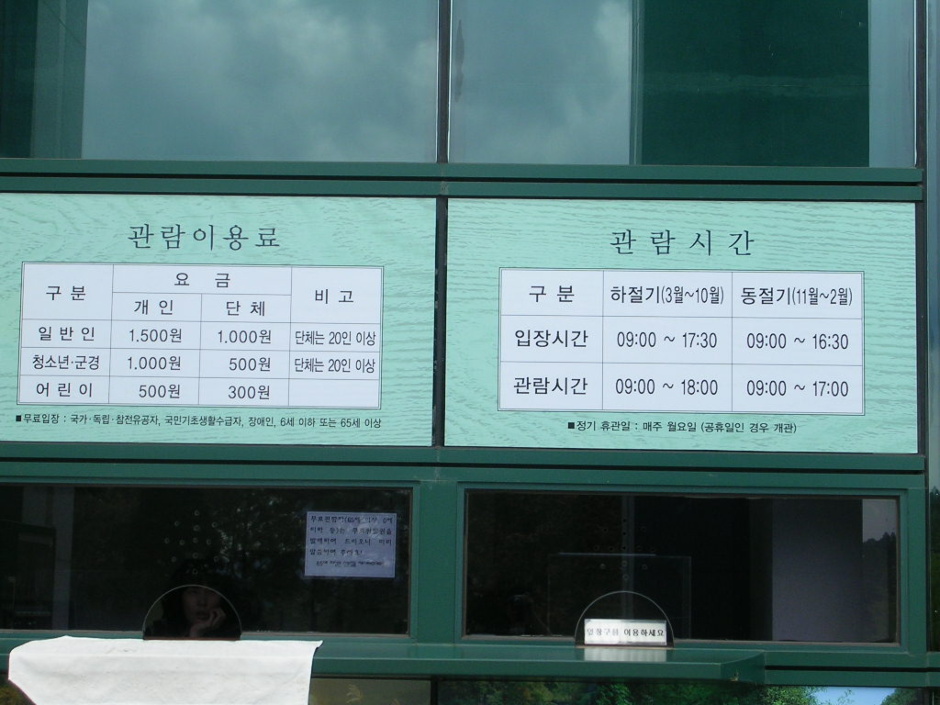 관람이용료
구 분 요 금 비 고
개 인 단 체
일 반 인 1.500원 1.000원 단체는 20인 이상
청소년·군경 1.000원 500원 단체는 20인 이상
어 린 이 500원 300원
■무료입장 : 국가·독립·참전유공자, 국민기초생활수급자, 장애인, 6세 이하 또는 65세 이상
관 람 시 간
구 분 하절기(3월~10월) 동절기(11월~2월)
입장시간 09:00 ~ 17:30 09:00 ~ 16:30
관람시간 09:00 ~ 18:00 09:00 ~ 17:00
■정기 휴관일 : 매주 월요일 (공휴일인 경우 개관)
이용하세요